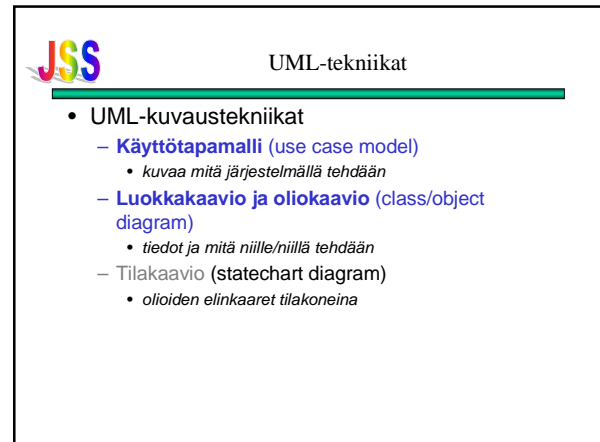 JSS
UML-tekniikat
• UML-kuvaustekniikat
– Käyttötapamalli (use case model)
• kuvaa mitä järjestelmällä tehdään
– Luokkakaavio ja oliokaavio (class/object
diagram)
• tiedot ja mitä niille/niillä tehdään
– Tilakaavio (statechart diagram)
• olioiden elinkaaret tilakoneina